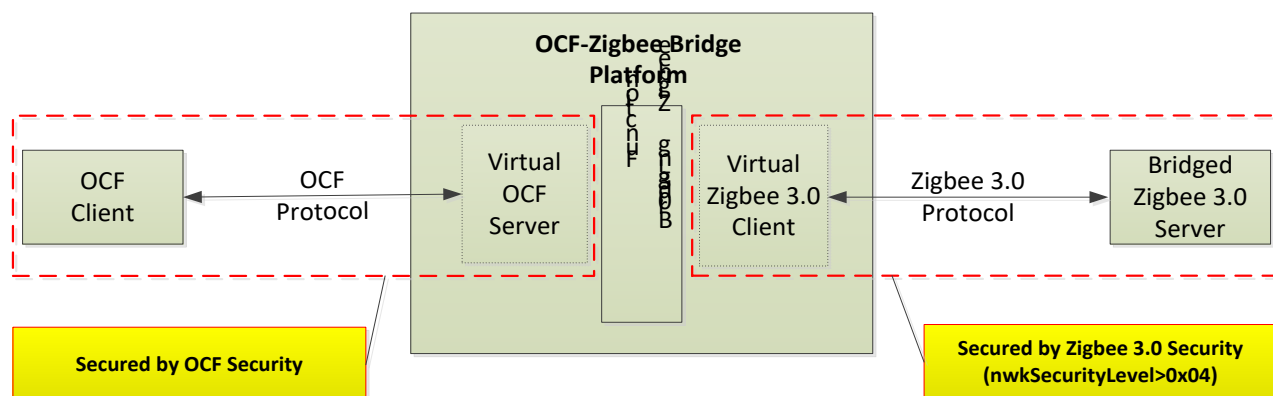 OCF-Zigbee Bridge
Platform
Function
OCF
Client
OCF
Protocol
Virtual
OCF
Server
Virtual
Zigbee 3.0
Client
Zigbee 3.0
Protocol
Bridged
Zigbee 3.0
Server
Secured by OCF Security
Secured by Zigbee 3.0 Security
(nwkSecurityLevel>0x04)